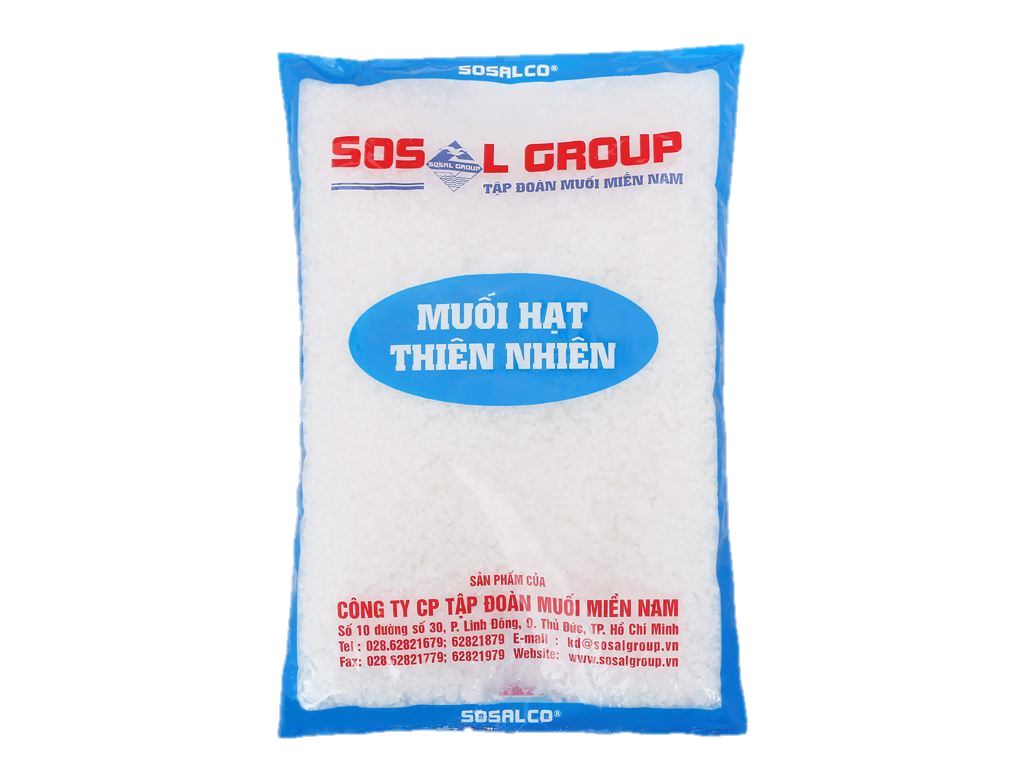 SOSALCO®
SOSAL GROUP
SOSAL GROUP
TẬP ĐOÀN MUỐI MIỀN NAM
MUỐI HẠT
THIÊN NHIÊN
SẢN PHẨM CỦA
CÔNG TY CP TẬP ĐOÀN MUỐI MIỀN NAM
Số 10 đường số 30, P. Linh Đông, Q. Thủ Đức, TP. Hồ Chí Minh
Tel : 028.62821679; 62821879 E-mail : kd@sosalgroup.vn
Fax: 028.62821779; 62821979 Website: www.sosalgroup.vn
SOSALCO®